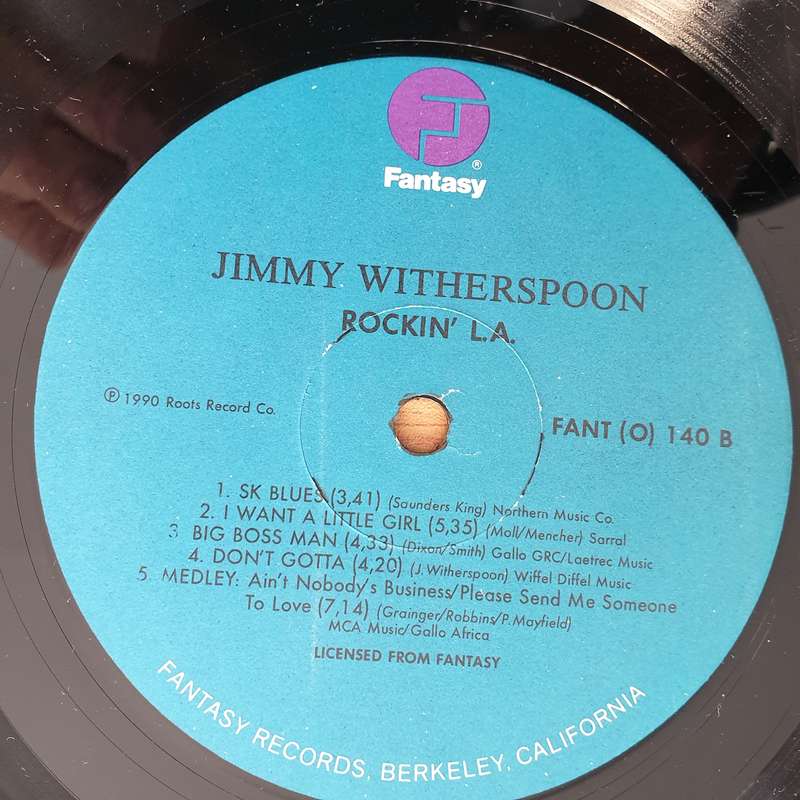 ®
Fantasy
JIMMY WITHERSPOON
ROCKIN' L.A.
℗ 1990 Roots Record Co.
FANT (O) 140 B
1. SK BLUES (3,41) (Saunders King) Northern Music Co.
2. I WANT A LITTLE GIRL (5,35) (Moll/Mencher) Sarral
3 BIG BOSS MAN (4,33) (Dixon/Smith) Gallo GRC/Laetrec Music
4. DON'T GOTTA (4,20) (J. Witherspoon) Wiffel Diffel Music
5. MEDLEY: Ain't Nobody's Business/Please Send Me Someone
To Love (7,14) (Grainger/Robbins/P. Mayfield)
MCA Music/Gallo Africa
LICENSED FROM FANTASY
FANTASY RECORDS, BERKELEY, CALIFORNIA